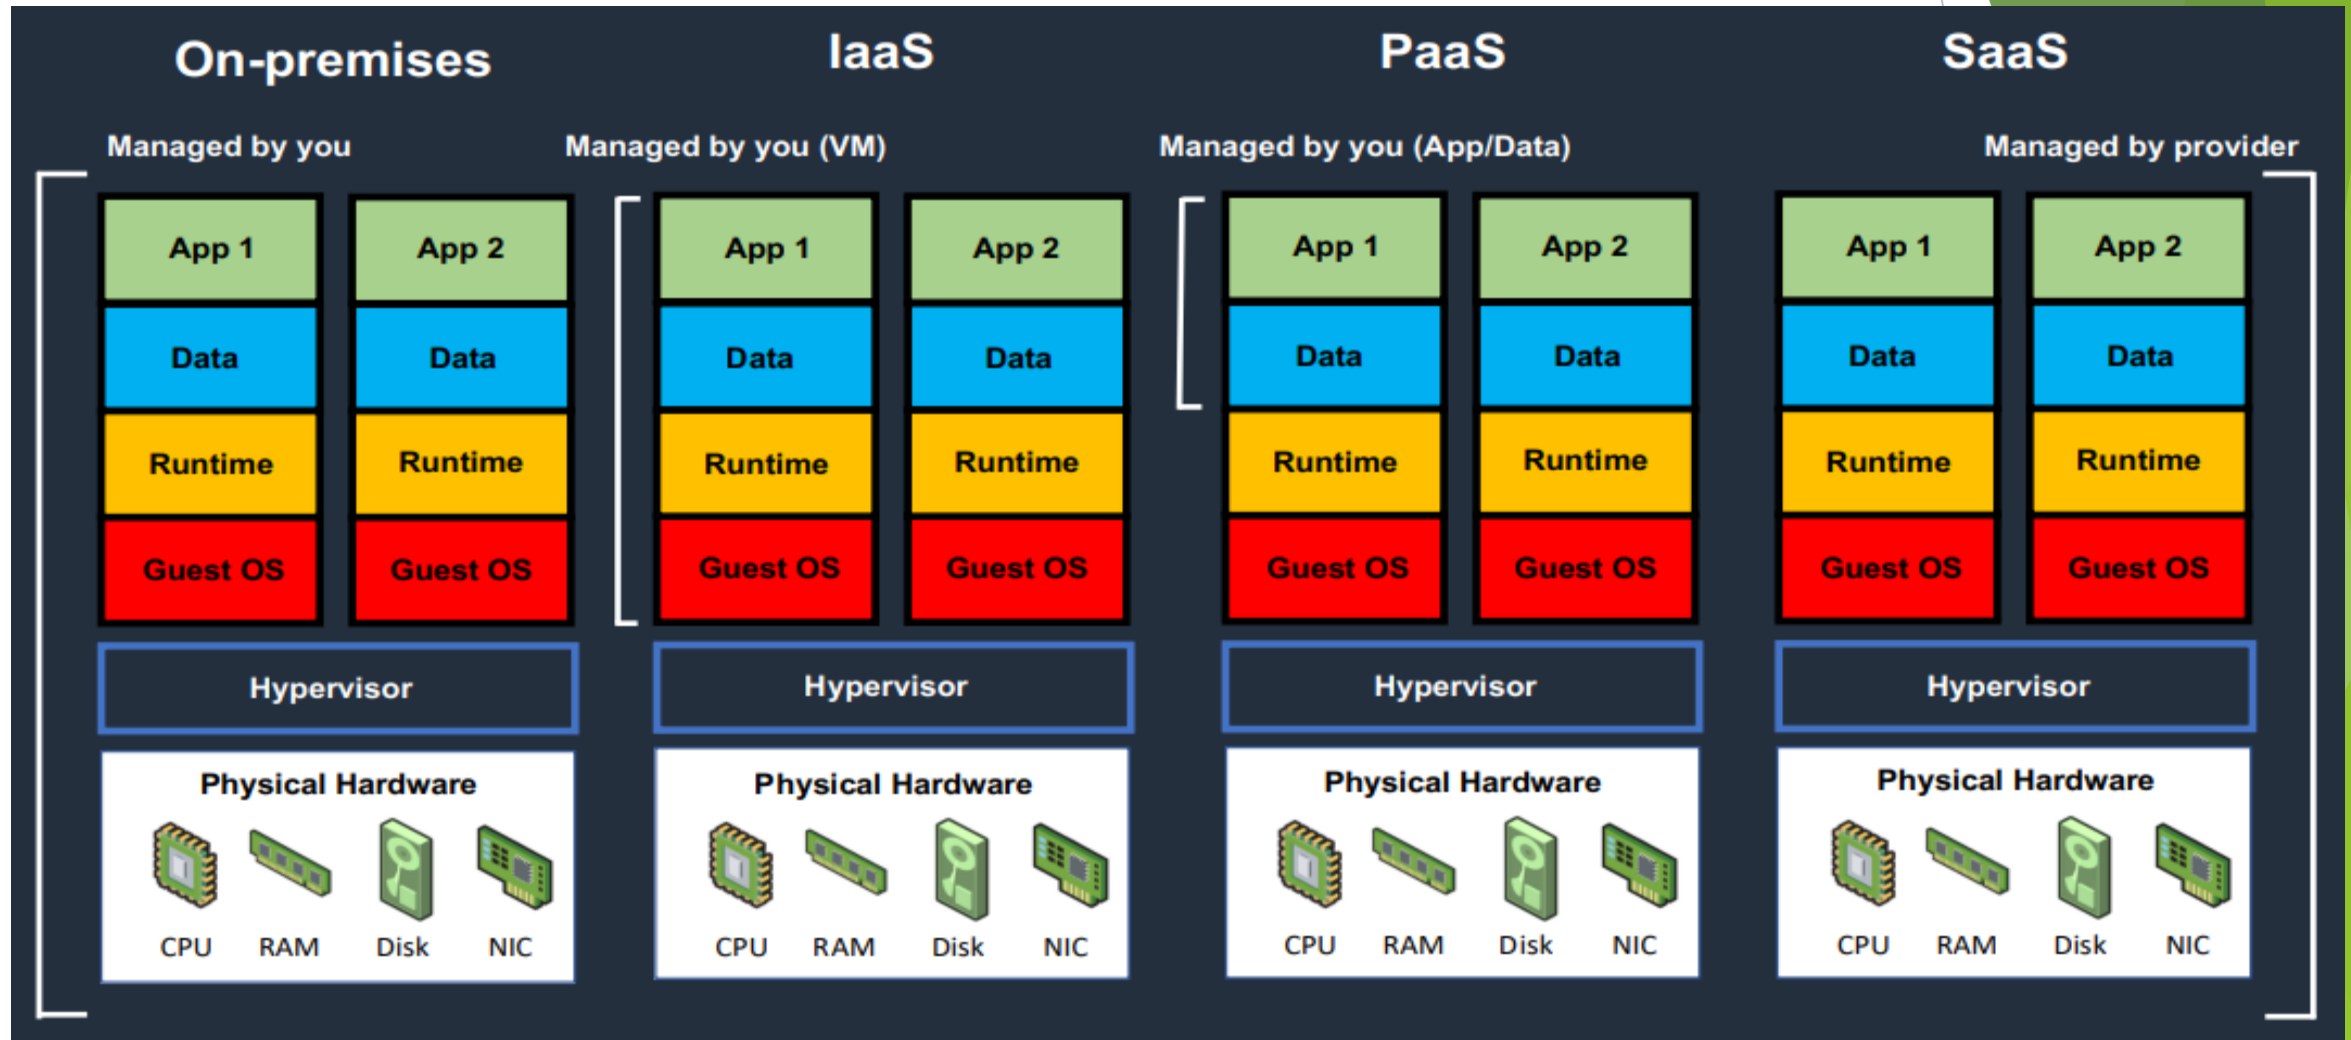 On-premises
IaaS
PaaS
SaaS
Managed by you
Managed by you (VM)
Managed by you (App/Data)
Managed by provider
App 1
App 2
App 1
App 2
App 1
App 2
App 1
App 2
Data
Data
Data
Data
Data
Data
Data
Data
Runtime
Runtime
Runtime
Runtime
Runtime
Runtime
Runtime
Runtime
Guest OS
Guest OS
Guest OS
Guest OS
Guest OS
Guest OS
Guest OS
Guest OS
Hypervisor
Hypervisor
Hypervisor
Hypervisor
Physical Hardware
Physical Hardware
Physical Hardware
Physical Hardware
CPU RAM Disk NIC
CPU RAM Disk NIC
CPU RAM Disk NIC
CPU RAM Disk NIC